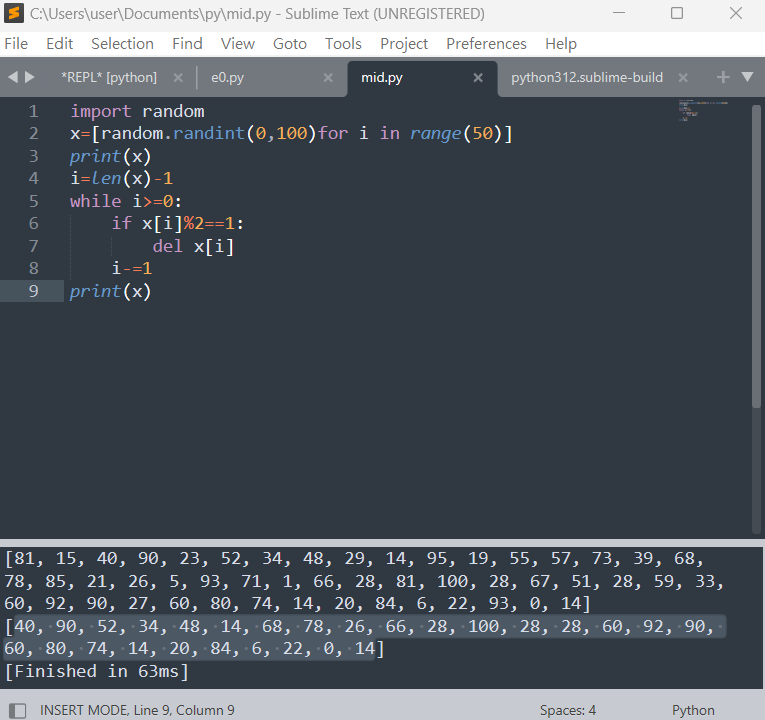 C:\Users\user\Documents\py\mid.py - Sublime Text (UNREGISTERED)
File Edit Selection Find View Goto Tools Project Preferences Help
*REPL* [python] e0.py mid.py python312.sublime-build
1 import random
2 x=[random.randint(0,100)for i in range(50)]
3 print(x)
4 i=len(x)-1
5 while i>=0:
6     if x[i]%2==1:
7         del x[i]
8     i-=1
9 print(x)
[81, 15, 40, 90, 23, 52, 34, 48, 29, 14, 95, 19, 55, 57, 73, 39, 68,
78, 85, 21, 26, 5, 93, 71, 1, 66, 28, 81, 100, 28, 67, 51, 28, 59, 33,
60, 92, 90, 27, 60, 80, 74, 14, 20, 84, 6, 22, 93, 0, 14]
[40, 90, 52, 34, 48, 14, 68, 78, 26, 66, 28, 100, 28, 28, 60, 92, 90,
60, 80, 74, 14, 20, 84, 6, 22, 0, 14]
[Finished in 63ms]
INSERT MODE, Line 9, Column 9 Spaces: 4 Python